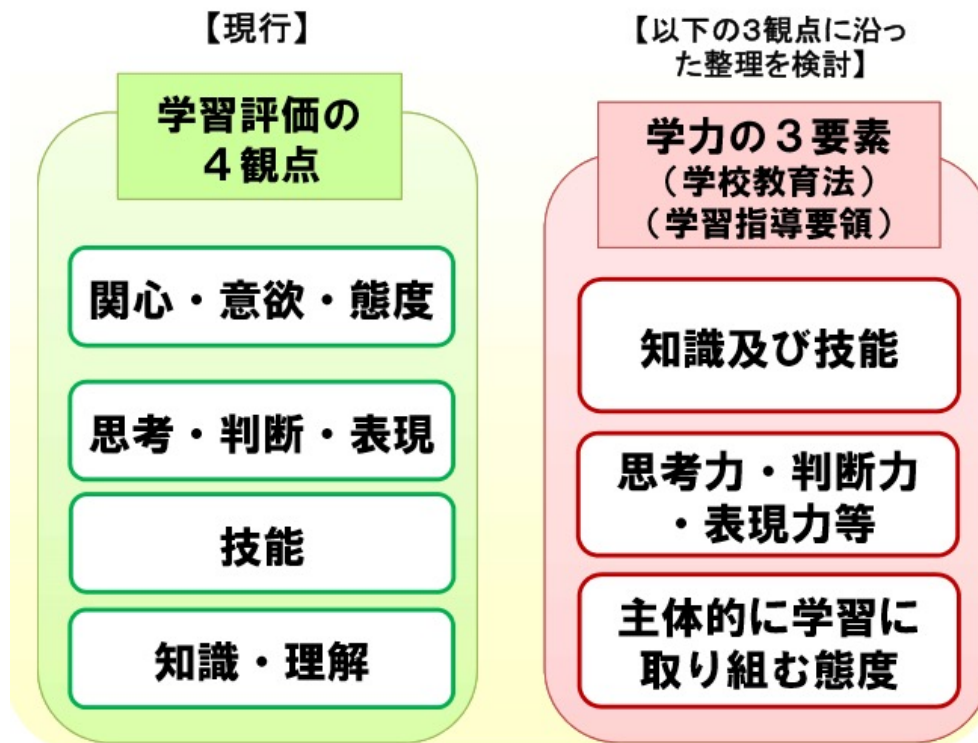 【現行】
学習評価の
４観点
関心・意欲・態度
思考・判断・表現
技能
知識・理解
【以下の3観点に沿っ
た整理を検討】
学力の３要素
（学校教育法）
（学習指導要領）
知識及び技能
思考力・判断力
・表現力等
主体的に学習に
取り組む態度